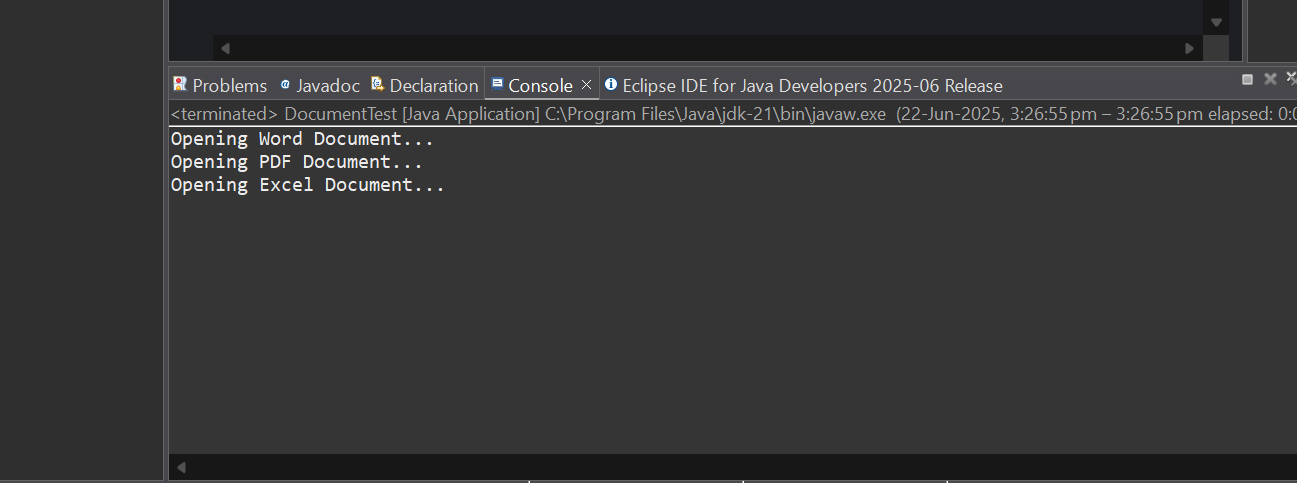 Problems Javadoc Declaration Console Eclipse IDE for Java Developers 2025-06 Release
<terminated> DocumentTest [Java Application] C:\Program Files\Java\jdk-21\bin\javaw.exe (22-Jun-2025, 3:26:55 pm – 3:26:55 pm elapsed: 0:0
Opening Word Document...
Opening PDF Document...
Opening Excel Document...